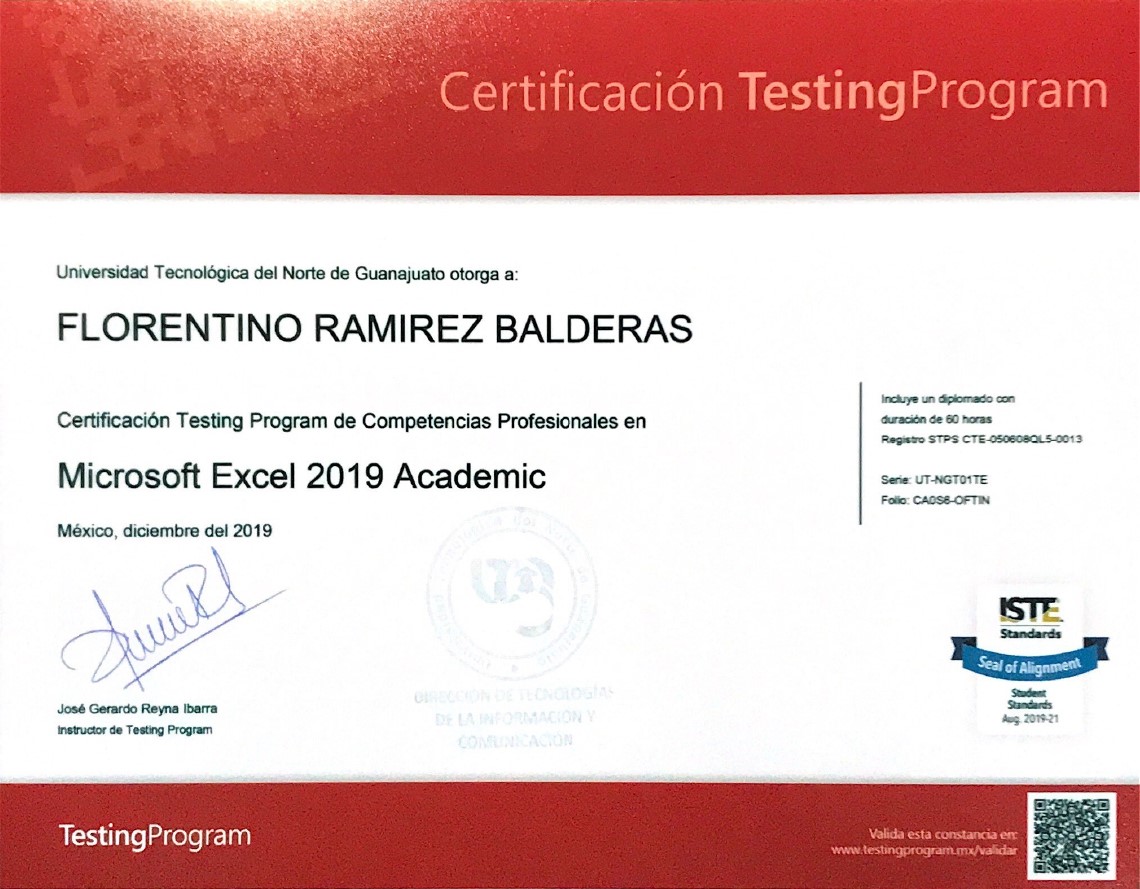 Certificación TestingProgram
Universidad Tecnológica del Norte de Guanajuato otorga a:
FLORENTINO RAMIREZ BALDERAS
Certificación Testing Program de Competencias Profesionales en
Microsoft Excel 2019 Academic
México, diciembre del 2019
Incluye un diplomado con
duración de 60 horas
Registro STPS CTE-050608QL5-0013
Serie: UT-NGT01TE
Folio: CA0S6-OFTIN
José Gerardo Reyna Ibarra
Instructor de Testing Program
DIRECCIÓN DE TECNOLOGÍAS
DE LA INFORMACIÓN Y
COMUNICACIÓN
ISTE
Standards
Seal of Alignment
Student
Standards
Aug. 2019-21
TestingProgram
Valida esta constancia en:
www.testingprogram.mx/validar